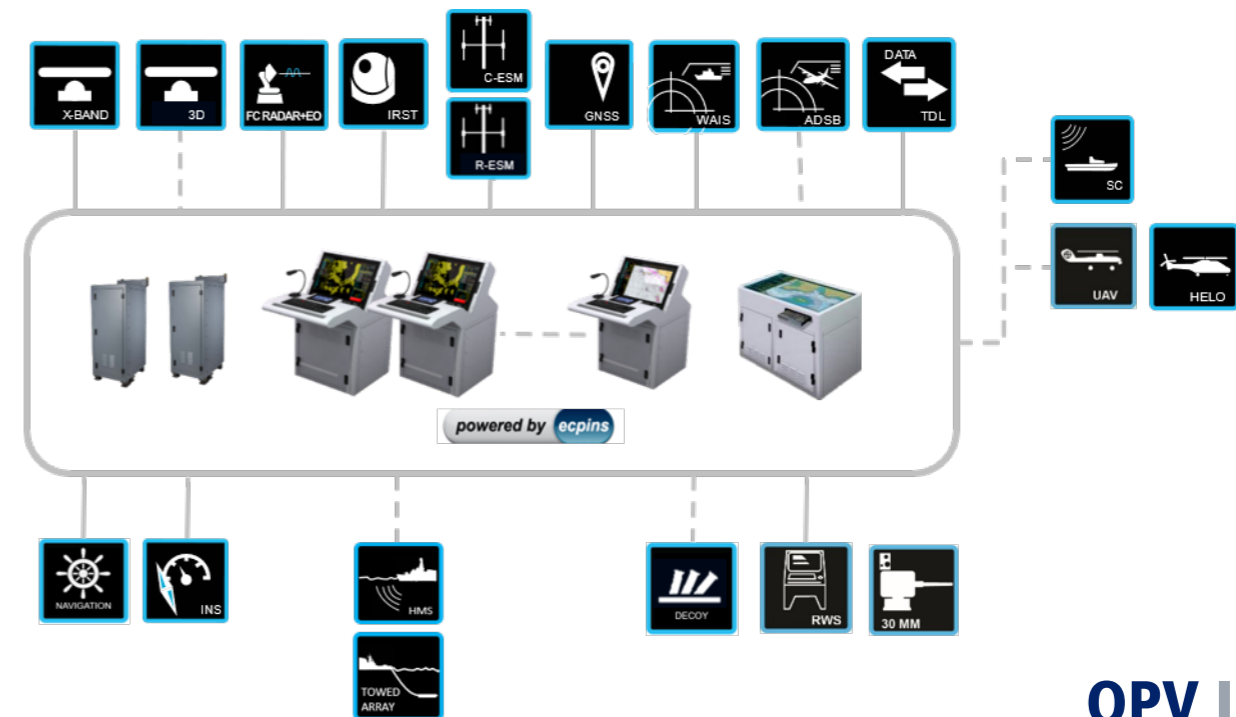 X-BAND
3D
FC RADAR+EO
IRST
C-ESM
R-ESM
GNSS
WAIS
ADSB
DATA
TDL
SC
UAV
HELO
powered by ecpins
NAVIGATION
INS
HMS
TOWED
ARRAY
DECOY
RWS
30 MM
OPV